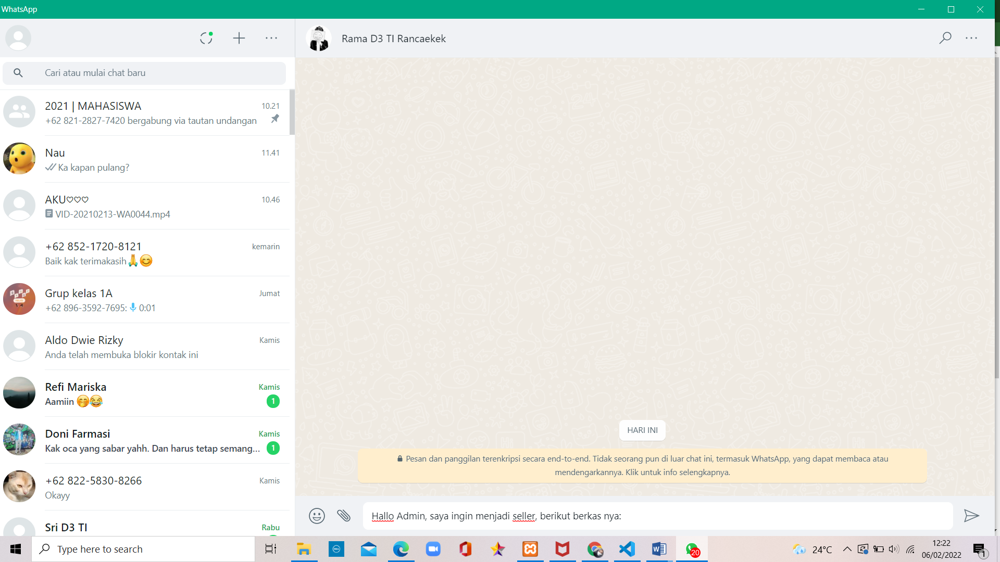 WhatsApp
Cari atau mulai chat baru
2021 | MAHASISWA 10.21
+62 821-2827-7420 bergabung via tautan undangan
Nau 11.41
Ka kapan pulang?
AKU♡♡♡ 10.46
VID-20210213-WA0044.mp4
+62 852-1720-8121 kemarin
Baik kak terimakasih🙏😊
Grup kelas 1A Jumat
+62 896-3592-7695: 0:01
Aldo Dwie Rizky Kamis
Anda telah membuka blokir kontak ini
Refi Mariska Kamis
Aamiin 🤭😂 1
Doni Farmasi Kamis
Kak oca yang sabar yahh. Dan harus tetap semang... 1
+62 822-5830-8266 Kamis
Okayy
Sri D3 TI Rabu
Rama D3 TI Rancaekek
HARI INI
Pesan dan panggilan terenkripsi secara end-to-end. Tidak seorang pun di luar chat ini, termasuk WhatsApp, yang dapat membaca atau
mendengarkannya. Klik untuk info selengkapnya.
Hallo Admin, saya ingin menjadi seller, berikut berkas nya:
Type here to search
DELL
20
24°C
12:22
06/02/2022
1